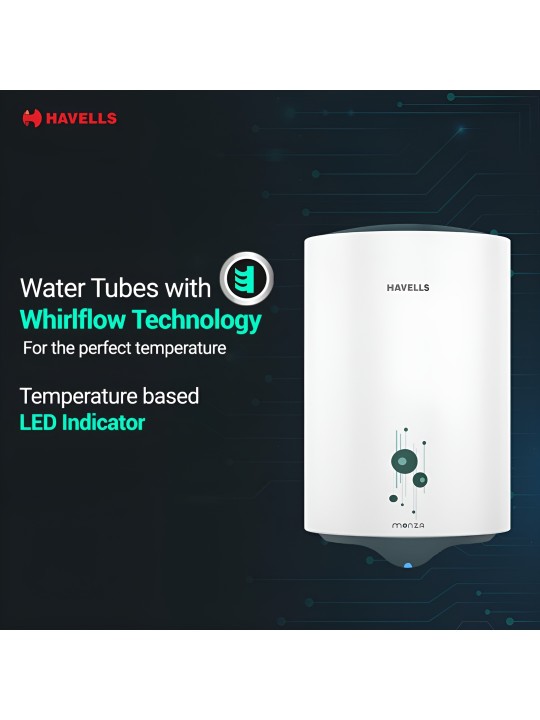 HAVELLS
Water Tubes with
Whirlflow Technology
For the perfect temperature
Temperature based
LED Indicator
HAVELLS
monza